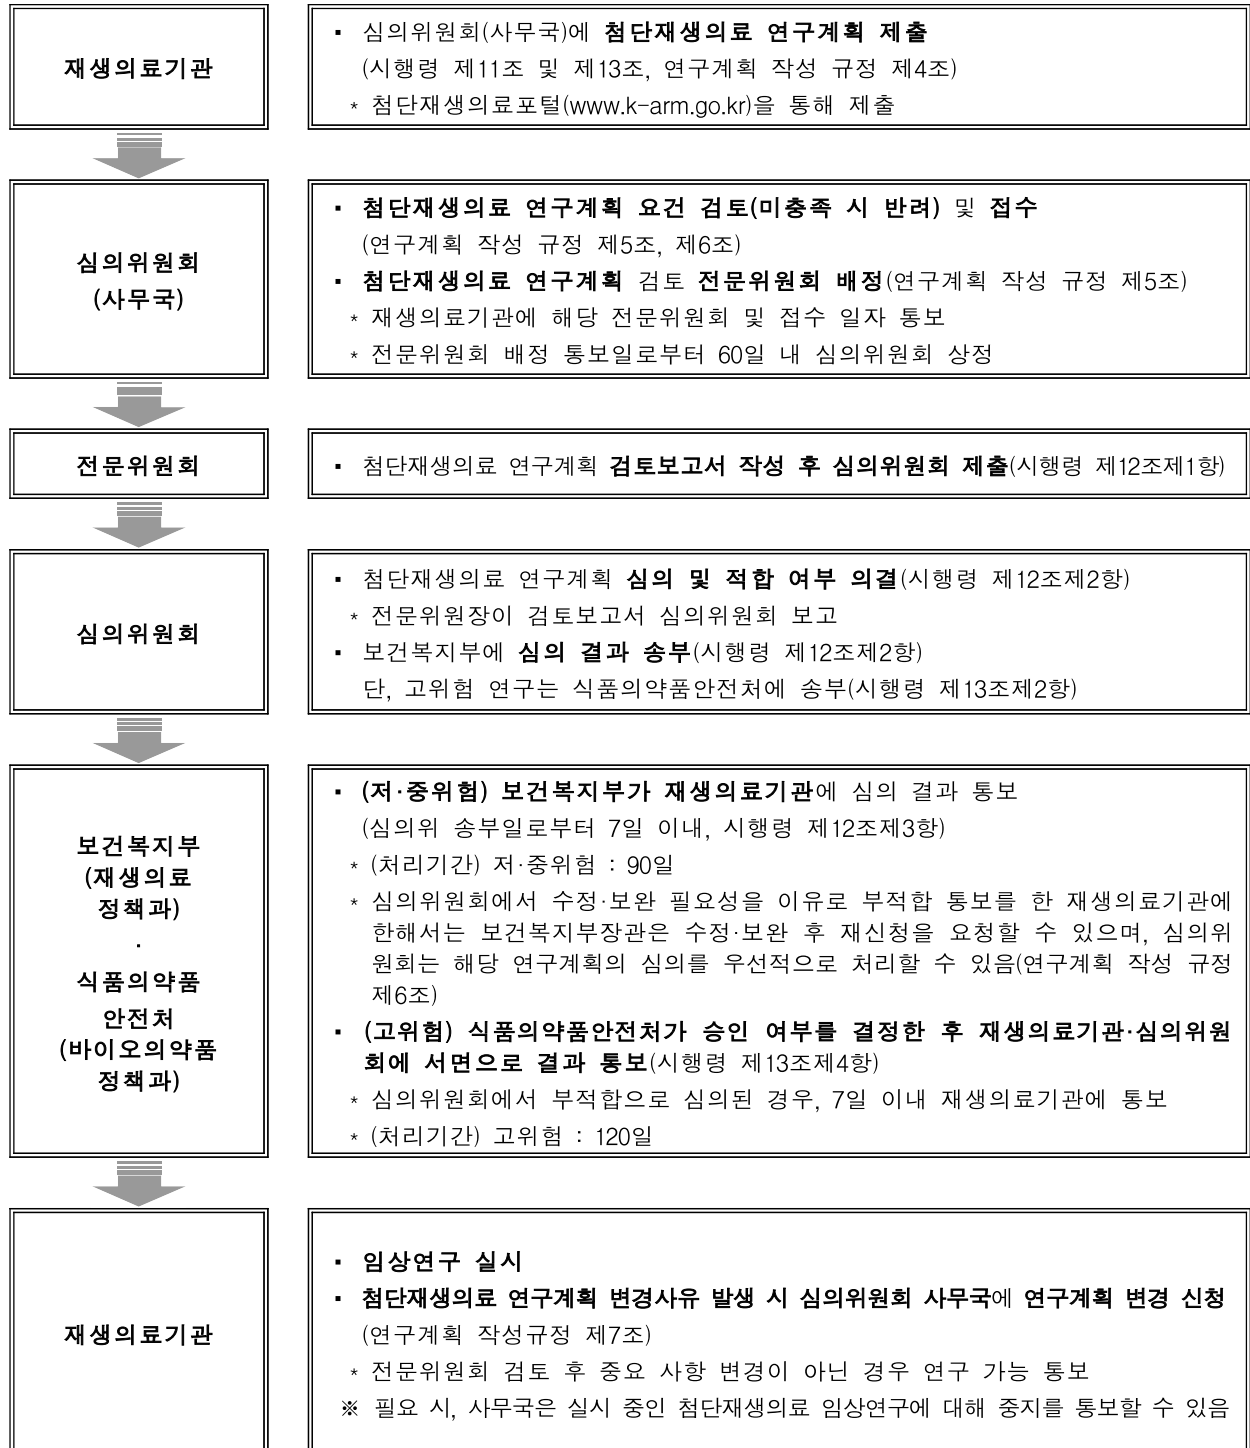 재생의료기관
▪ 심의위원회(사무국)에 첨단재생의료 연구계획 제출
(시행령 제11조 및 제13조, 연구계획 작성 규정 제4조)
* 첨단재생의료포털(www.k-arm.go.kr)을 통해 제출
심의위원회
(사무국)
▪ 첨단재생의료 연구계획 요건 검토(미충족 시 반려) 및 접수
(연구계획 작성 규정 제5조, 제6조)
▪ 첨단재생의료 연구계획 검토 전문위원회 배정(연구계획 작성 규정 제5조)
* 재생의료기관에 해당 전문위원회 및 접수 일자 통보
* 전문위원회 배정 통보일로부터 60일 내 심의위원회 상정
전문위원회
▪ 첨단재생의료 연구계획 검토보고서 작성 후 심의위원회 제출(시행령 제12조제1항)
심의위원회
▪ 첨단재생의료 연구계획 심의 및 적합 여부 의결(시행령 제12조제2항)
* 전문위원장이 검토보고서 심의위원회 보고
▪ 보건복지부에 심의 결과 송부(시행령 제12조제2항)
단, 고위험 연구는 식품의약품안전처에 송부(시행령 제13조제2항)
보건복지부
(재생의료
정책과)
·
식품의약품
안전처
(바이오의약품
정책과)
▪ (저·중위험) 보건복지부가 재생의료기관에 심의 결과 통보
(심의위 송부일로부터 7일 이내, 시행령 제12조제3항)
* (처리기간) 저·중위험 : 90일
* 심의위원회에서 수정·보완 필요성을 이유로 부적합 통보를 한 재생의료기관에
한해서는 보건복지부장관은 수정·보완 후 재신청을 요청할 수 있으며, 심의위
원회는 해당 연구계획의 심의를 우선적으로 처리할 수 있음(연구계획 작성 규정
제6조)
▪ (고위험) 식품의약품안전처가 승인 여부를 결정한 후 재생의료기관·심의위원
회에 서면으로 결과 통보(시행령 제13조제4항)
* 심의위원회에서 부적합으로 심의된 경우, 7일 이내 재생의료기관에 통보
* (처리기간) 고위험 : 120일
재생의료기관
▪ 임상연구 실시
▪ 첨단재생의료 연구계획 변경사유 발생 시 심의위원회 사무국에 연구계획 변경 신청
(연구계획 작성규정 제7조)
* 전문위원회 검토 후 중요 사항 변경이 아닌 경우 연구 가능 통보
※ 필요 시, 사무국은 실시 중인 첨단재생의료 임상연구에 대해 중지를 통보할 수 있음